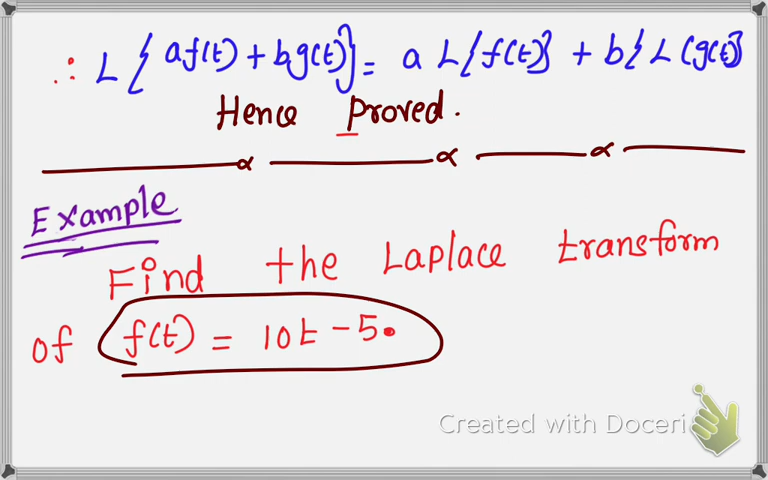 ∴ L{af(t) + bg(t)} = a L{f(t)} + b{L(g(t)}
Hence Proved.
Example
Find the Laplace transform
of f(t) = 10t - 5.
Created with Doceri